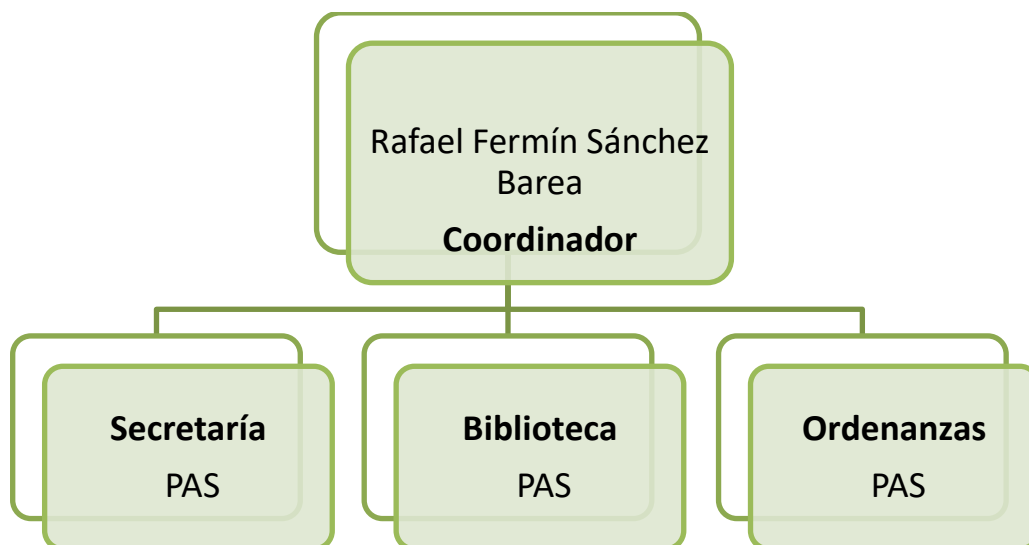 Rafael Fermín Sánchez
Barea
Coordinador
Secretaría
PAS
Biblioteca
PAS
Ordenanzas
PAS